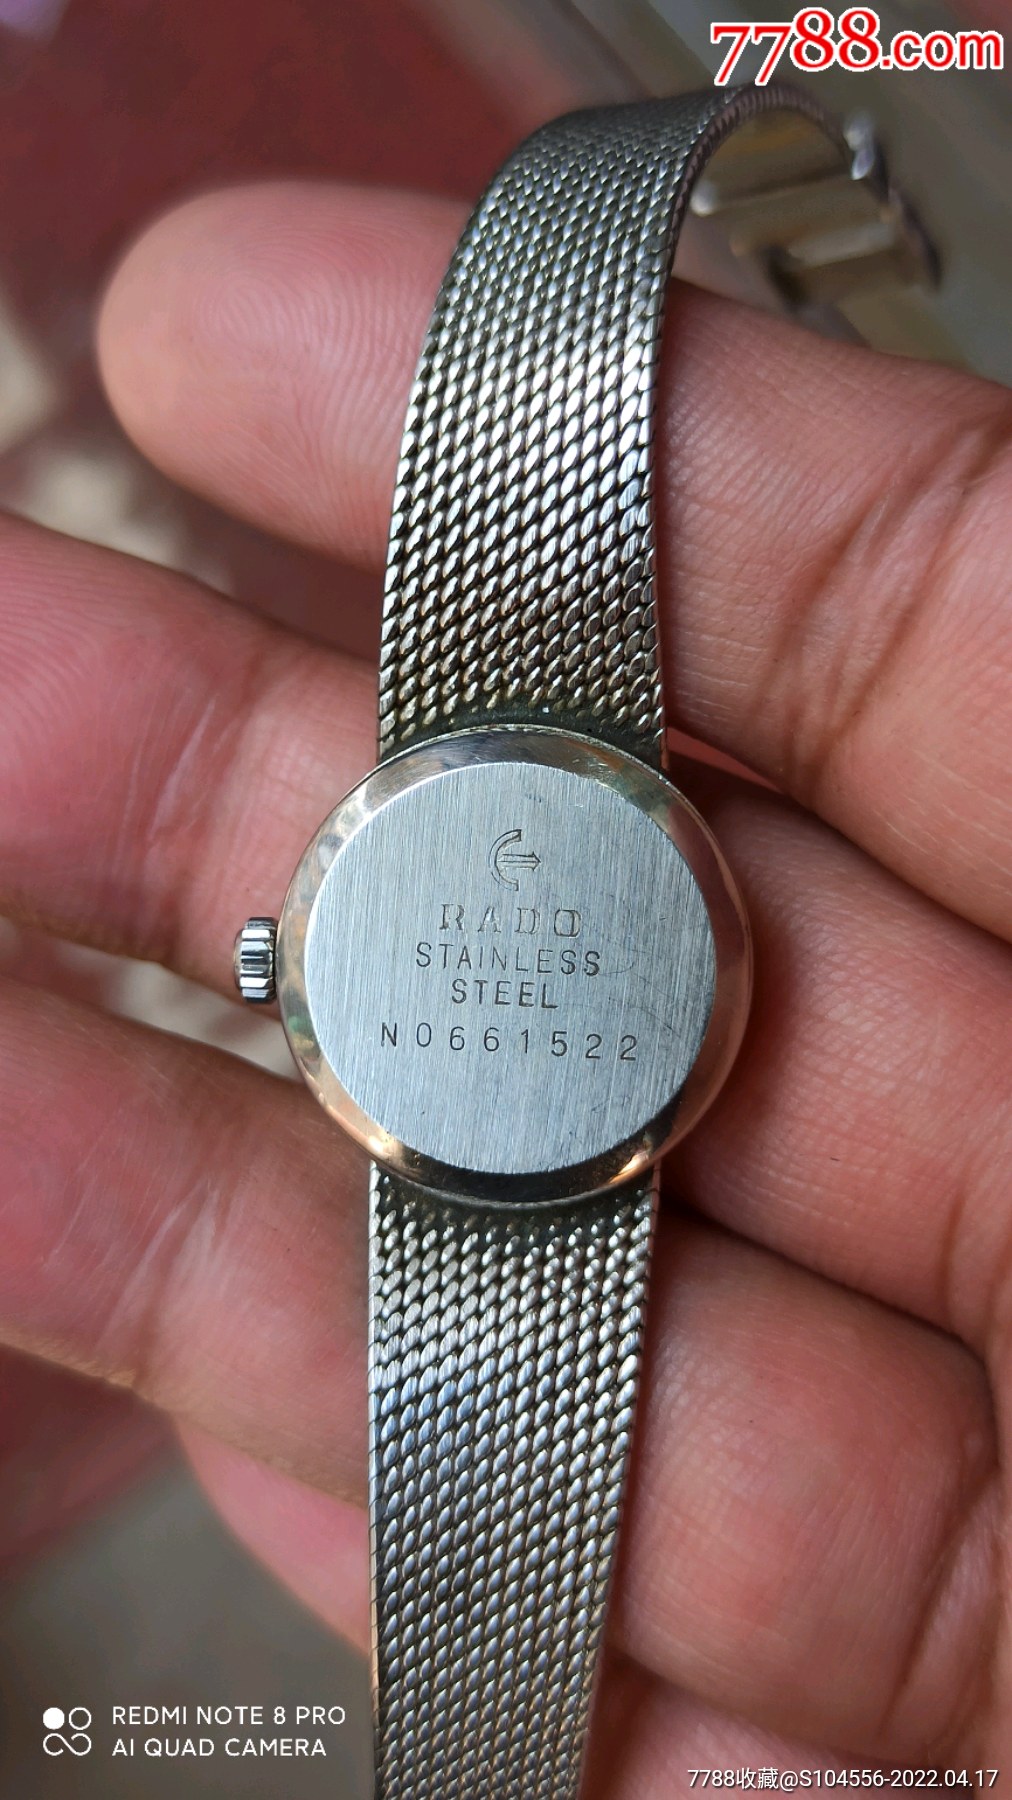 7788.com
RADO
STAINLESS
STEEL
N0661522
REDMI NOTE 8 PRO
AI QUAD CAMERA
7788收藏@S104556-2022.04.17